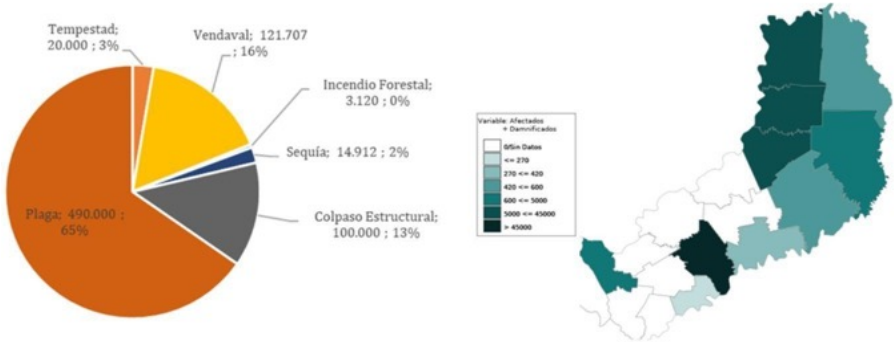 Tempestad;
20.000 ; 3%
Vendaval; 121.707
; 16%
Incendio Forestal;
3.120 ; 0%
Sequía; 14.912 ; 2%
Colpaso Estructural;
100.000 ; 13%
Plaga; 490.000 ;
65%
Variable: Afectados
+ Damnificados
0/Sin Datos
<= 270
270 <= 420
420 <= 600
600 <= 5000
5000 <= 45000
> 45000